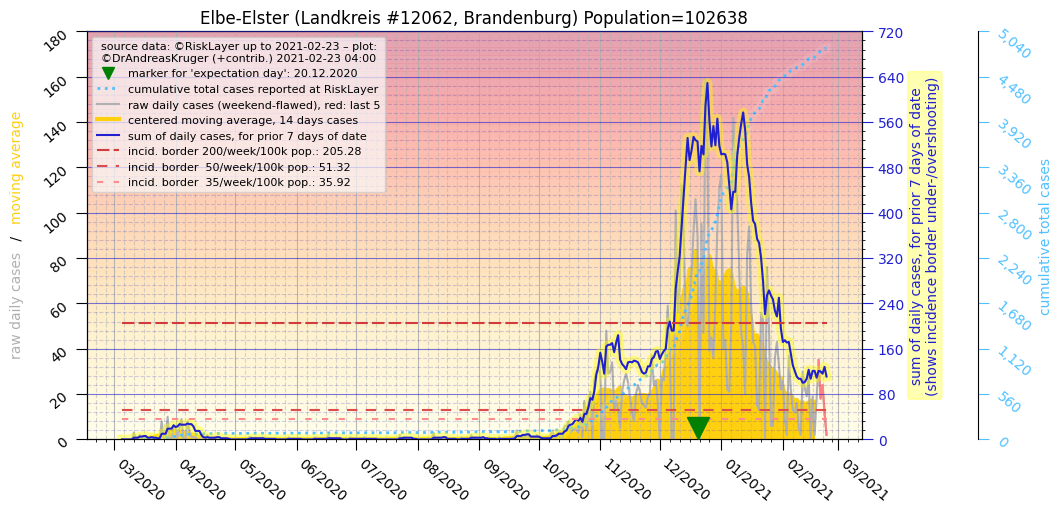 Elbe-Elster (Landkreis #12062, Brandenburg) Population=102638
source data: ©RiskLayer up to 2021-02-23 – plot:
©DrAndreasKruger (+contrib.) 2021-02-23 04:00
marker for 'expectation day': 20.12.2020
cumulative total cases reported at RiskLayer
raw daily cases (weekend-flawed), red: last 5
centered moving average, 14 days cases
sum of daily cases, for prior 7 days of date
incid. border 200/week/100k pop.: 205.28
incid. border  50/week/100k pop.: 51.32
incid. border  35/week/100k pop.: 35.92
raw daily cases / moving average
180
160
140
120
100
80
60
40
20
0
03/2020
04/2020
05/2020
06/2020
07/2020
08/2020
09/2020
10/2020
11/2020
12/2020
01/2021
02/2021
03/2021
720
640
560
480
400
320
240
160
80
0
sum of daily cases, for prior 7 days of date
(shows incidence border under-/overshooting)
5,040
4,480
3,920
3,360
2,800
2,240
1,680
1,120
560
0
cumulative total cases